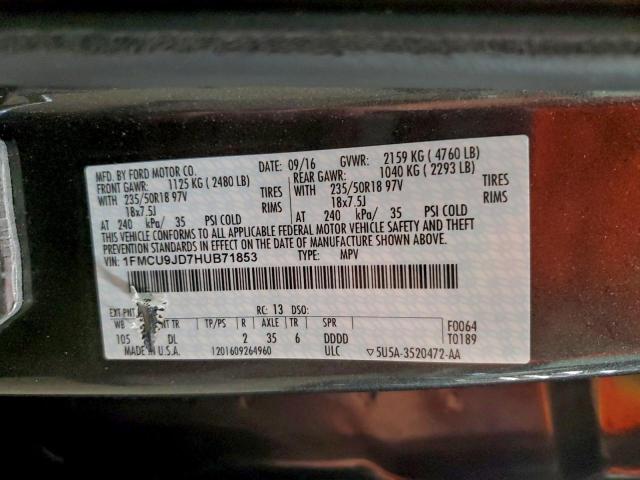 MFD. BY FORD MOTOR CO.
DATE: 09/16 GVWR: 2159 KG ( 4760 LB)
FRONT GAWR: 1125 KG ( 2480 LB) REAR GAWR: 1040 KG ( 2293 LB)
WITH 235/50R18 97V TIRES WITH 235/50R18 97V TIRES
18x7.5J RIMS 18x7.5J RIMS
AT 240 kPa/ 35 PSI COLD AT 240 kPa/ 35 PSI COLD
THIS VEHICLE CONFORMS TO ALL APPLICABLE FEDERAL MOTOR VEHICLE SAFETY AND THEFT
PREVENTION STANDARDS IN EFFECT ON THE DATE OF MANUFACTURE SHOWN ABOVE.
VIN: 1FMCU9JD7HUB71853 TYPE: MPV
EXT PNT: RC: 13 DSO:
WB INT TR TP/PS R AXLE TR SPR F0064
105 DL 2 35 6 DDDD T0189
MADE IN U.S.A. 1201609264960 ULC ▽5U5A-3520472-AA